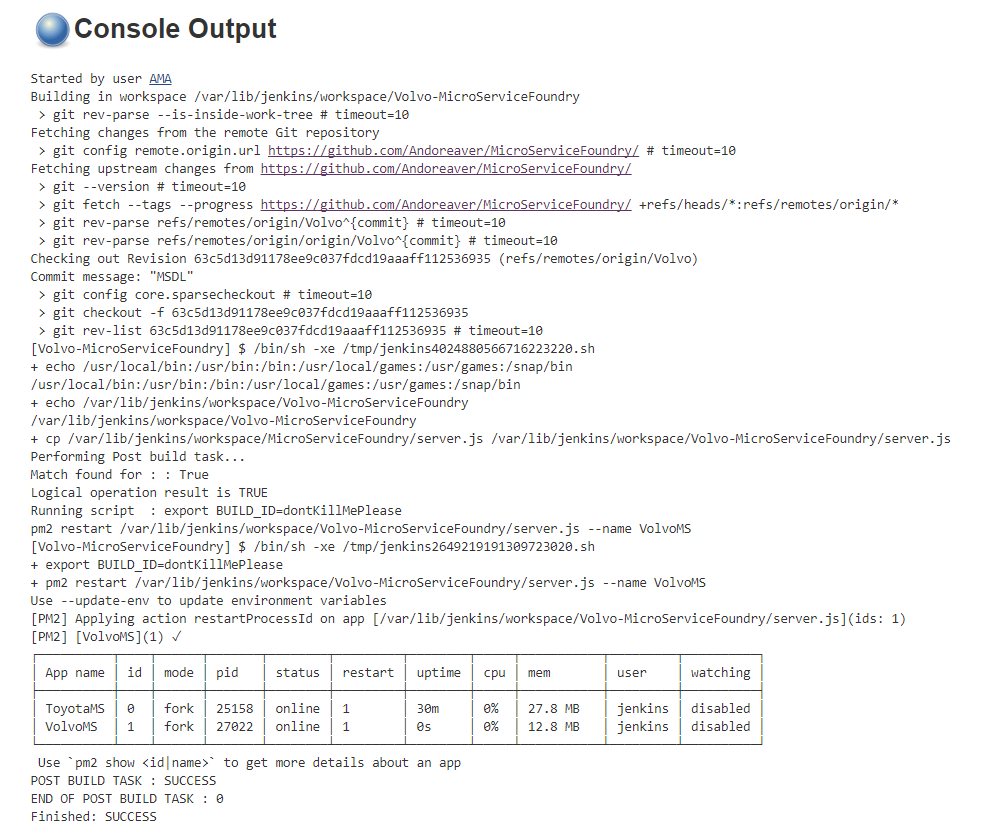 Console Output
Started by user AMA
Building in workspace /var/lib/jenkins/workspace/Volvo-MicroServiceFoundry
> git rev-parse --is-inside-work-tree # timeout=10
Fetching changes from the remote Git repository
> git config remote.origin.url https://github.com/Andoreaver/MicroServiceFoundry/ # timeout=10
Fetching upstream changes from https://github.com/Andoreaver/MicroServiceFoundry/
> git --version # timeout=10
> git fetch --tags --progress https://github.com/Andoreaver/MicroServiceFoundry/ +refs/heads/*:refs/remotes/origin/*
> git rev-parse refs/remotes/origin/Volvo^{commit} # timeout=10
> git rev-parse refs/remotes/origin/origin/Volvo^{commit} # timeout=10
Checking out Revision 63c5d13d91178ee9c037fdcd19aaaff112536935 (refs/remotes/origin/Volvo)
Commit message: "MSDL"
> git config core.sparsecheckout # timeout=10
> git checkout -f 63c5d13d91178ee9c037fdcd19aaaff112536935
> git rev-list 63c5d13d91178ee9c037fdcd19aaaff112536935 # timeout=10
[Volvo-MicroServiceFoundry] $ /bin/sh -xe /tmp/jenkins4024880566716223220.sh
+ echo /usr/local/bin:/usr/bin:/bin:/usr/local/games:/usr/games:/snap/bin
/usr/local/bin:/usr/bin:/bin:/usr/local/games:/usr/games:/snap/bin
+ echo /var/lib/jenkins/workspace/Volvo-MicroServiceFoundry
/var/lib/jenkins/workspace/Volvo-MicroServiceFoundry
+ cp /var/lib/jenkins/workspace/MicroServiceFoundry/server.js /var/lib/jenkins/workspace/Volvo-MicroServiceFoundry/server.js
Performing Post build task...
Match found for : : True
Logical operation result is TRUE
Running script  : export BUILD_ID=dontKillMePlease
pm2 restart /var/lib/jenkins/workspace/Volvo-MicroServiceFoundry/server.js --name VolvoMS
[Volvo-MicroServiceFoundry] $ /bin/sh -xe /tmp/jenkins2649219191309723020.sh
+ export BUILD_ID=dontKillMePlease
+ pm2 restart /var/lib/jenkins/workspace/Volvo-MicroServiceFoundry/server.js --name VolvoMS
Use --update-env to update environment variables
[PM2] Applying action restartProcessId on app [/var/lib/jenkins/workspace/Volvo-MicroServiceFoundry/server.js](ids: 1)
[PM2] [VolvoMS](1) ✓
App name id mode pid status restart uptime cpu mem user watching
ToyotaMS 0 fork 25158 online 1 30m 0% 27.8 MB jenkins disabled
VolvoMS 1 fork 27022 online 1 0s 0% 12.8 MB jenkins disabled
Use `pm2 show <id|name>` to get more details about an app
POST BUILD TASK : SUCCESS
END OF POST BUILD TASK : 0
Finished: SUCCESS